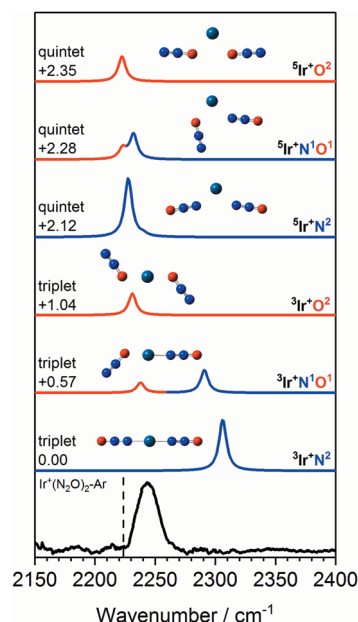 quintet
+2.35
⁵Ir⁺O²
quintet
+2.28
⁵Ir⁺N¹O¹
quintet
+2.12
⁵Ir⁺N²
triplet
+1.04
³Ir⁺O²
triplet
+0.57
³Ir⁺N¹O¹
triplet
0.00
³Ir⁺N²
Ir⁺(N₂O)₂-Ar
2150 2200 2250 2300 2350 2400
Wavenumber / cm⁻¹